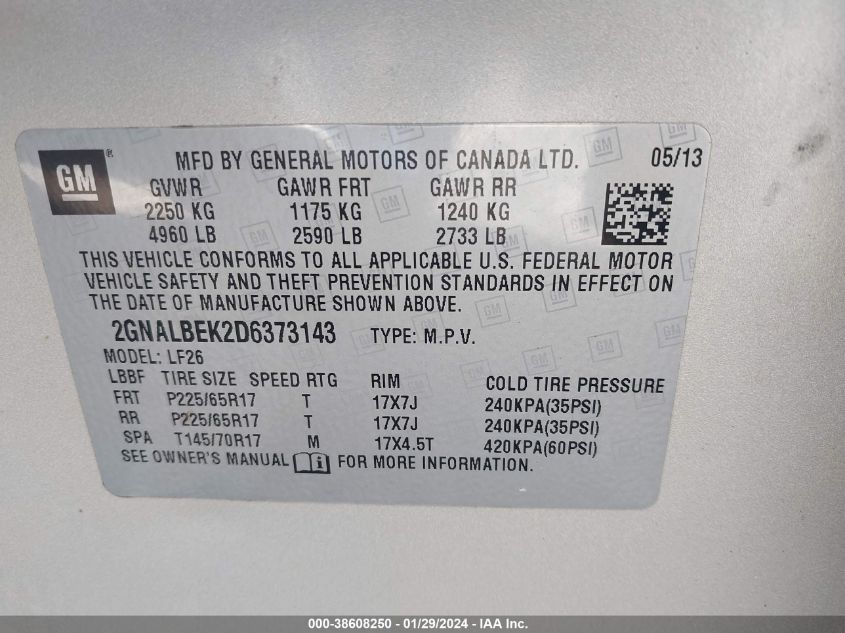 GM ®
MFD BY GENERAL MOTORS OF CANADA LTD. 05/13
GVWR GAWR FRT GAWR RR
2250 KG 1175 KG 1240 KG
4960 LB 2590 LB 2733 LB
THIS VEHICLE CONFORMS TO ALL APPLICABLE U.S. FEDERAL MOTOR
VEHICLE SAFETY AND THEFT PREVENTION STANDARDS IN EFFECT ON
THE DATE OF MANUFACTURE SHOWN ABOVE.
2GNALBEK2D6373143 TYPE: M.P.V.
MODEL: LF26
LBBF TIRE SIZE SPEED RTG RIM COLD TIRE PRESSURE
FRT P225/65R17 T 17X7J 240KPA(35PSI)
RR P225/65R17 T 17X7J 240KPA(35PSI)
SPA T145/70R17 M 17X4.5T 420KPA(60PSI)
SEE OWNER'S MANUAL i FOR MORE INFORMATION.
000-38608250 - 01/29/2024 - IAA Inc.